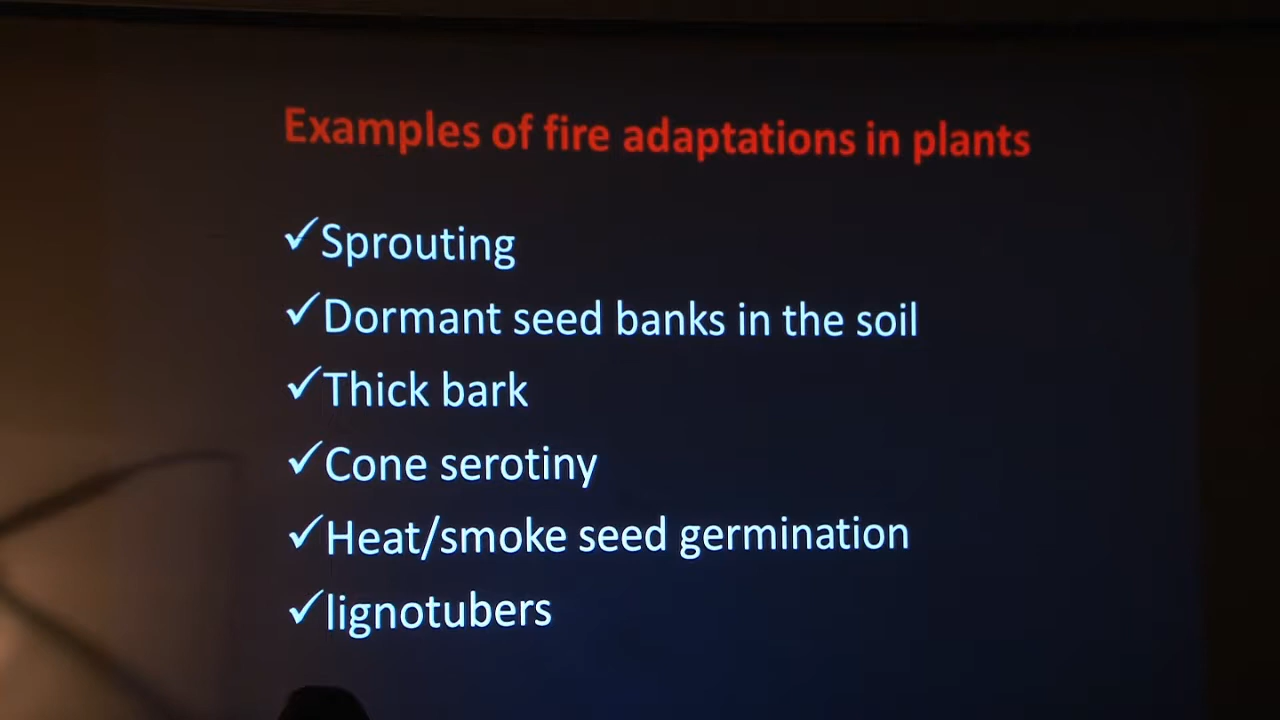 Examples of fire adaptations in plants
✓Sprouting
✓Dormant seed banks in the soil
✓Thick bark
✓Cone serotiny
✓Heat/smoke seed germination
✓lignotubers